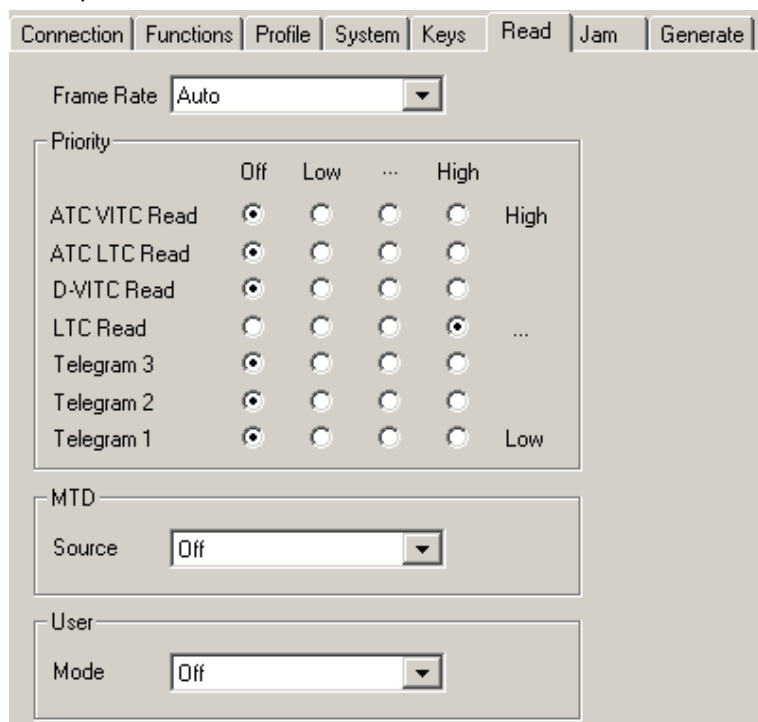 Connection Functions Profile System Keys Read Jam Generate
Frame Rate Auto
Priority
Off Low ... High
ATC VITC Read High
ATC LTC Read
D-VITC Read
LTC Read ...
Telegram 3
Telegram 2
Telegram 1 Low
MTD
Source Off
User
Mode Off